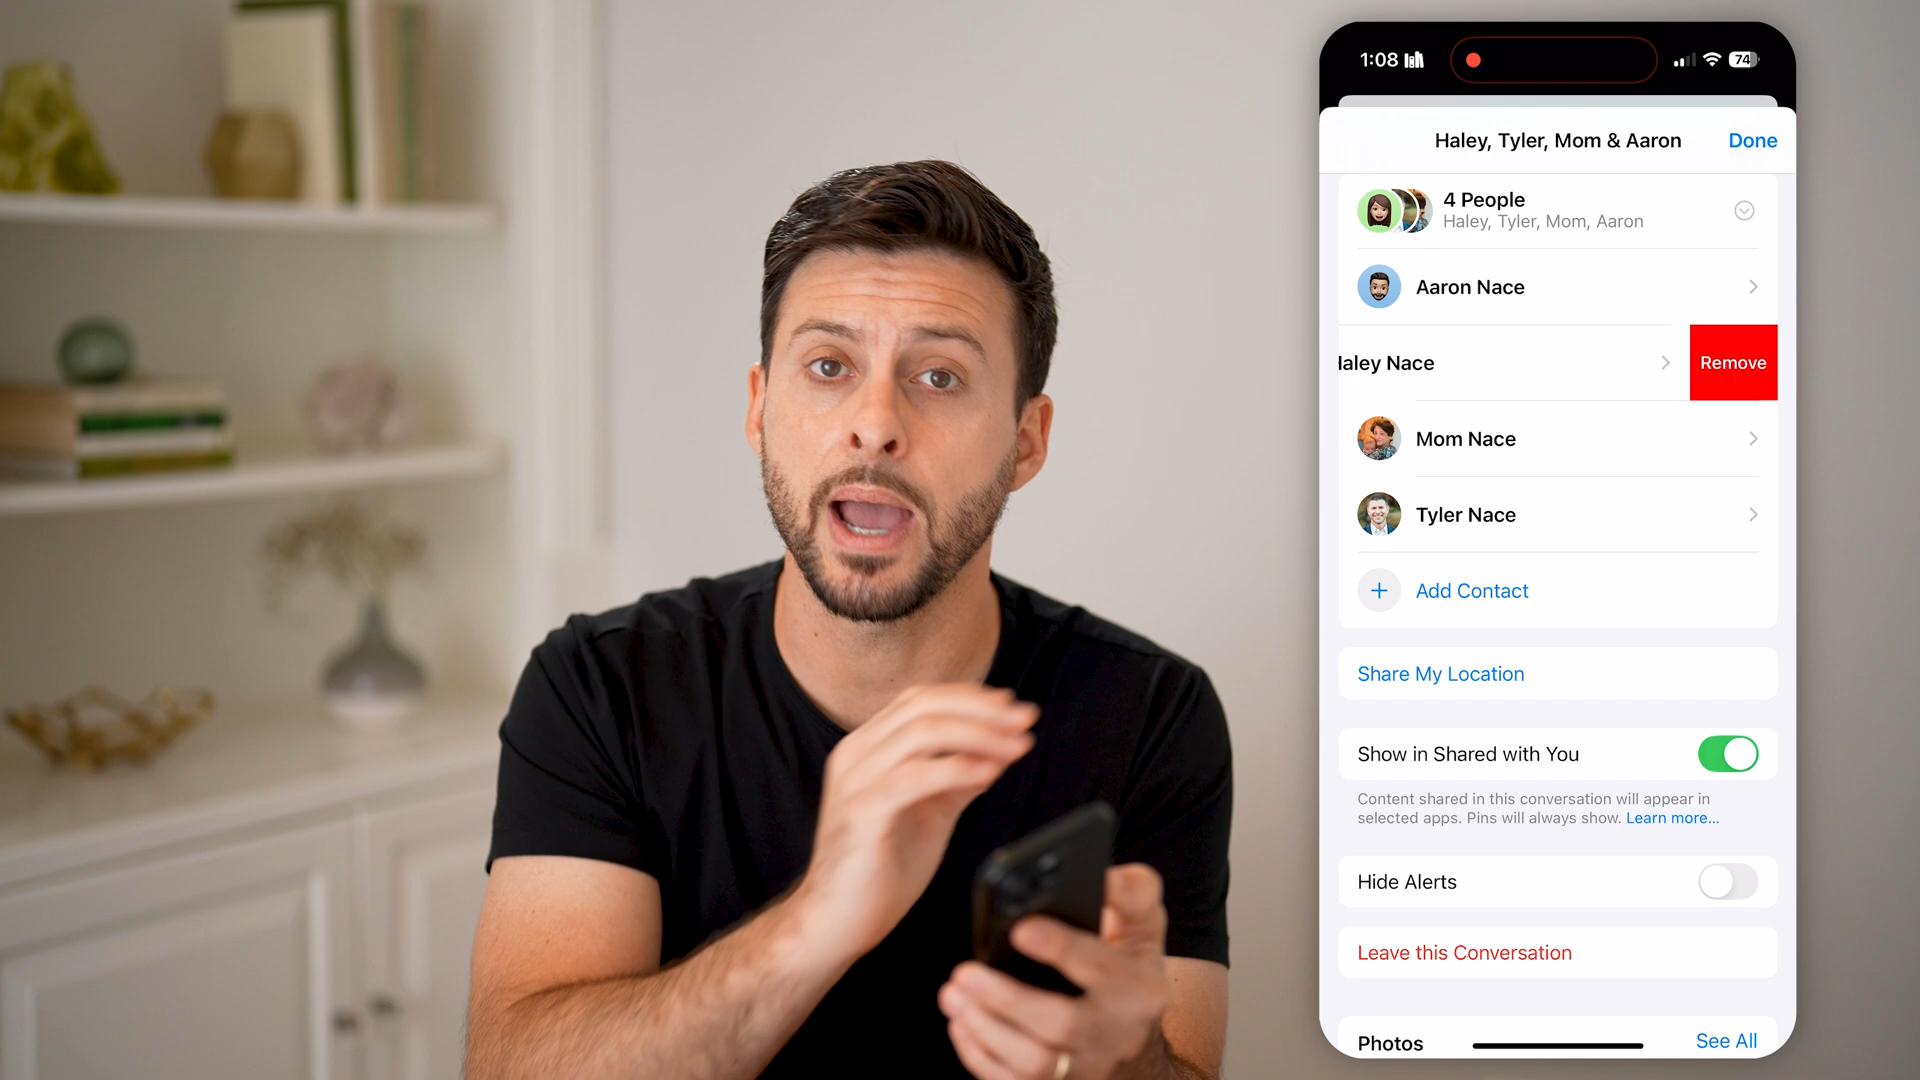 1:08
74
Haley, Tyler, Mom & Aaron
Done
4 People
Haley, Tyler, Mom, Aaron
Aaron Nace
aley Nace
Remove
Mom Nace
Tyler Nace
Add Contact
Share My Location
Show in Shared with You
Content shared in this conversation will appear in
selected apps. Pins will always show. Learn more...
Hide Alerts
Leave this Conversation
Photos
See All